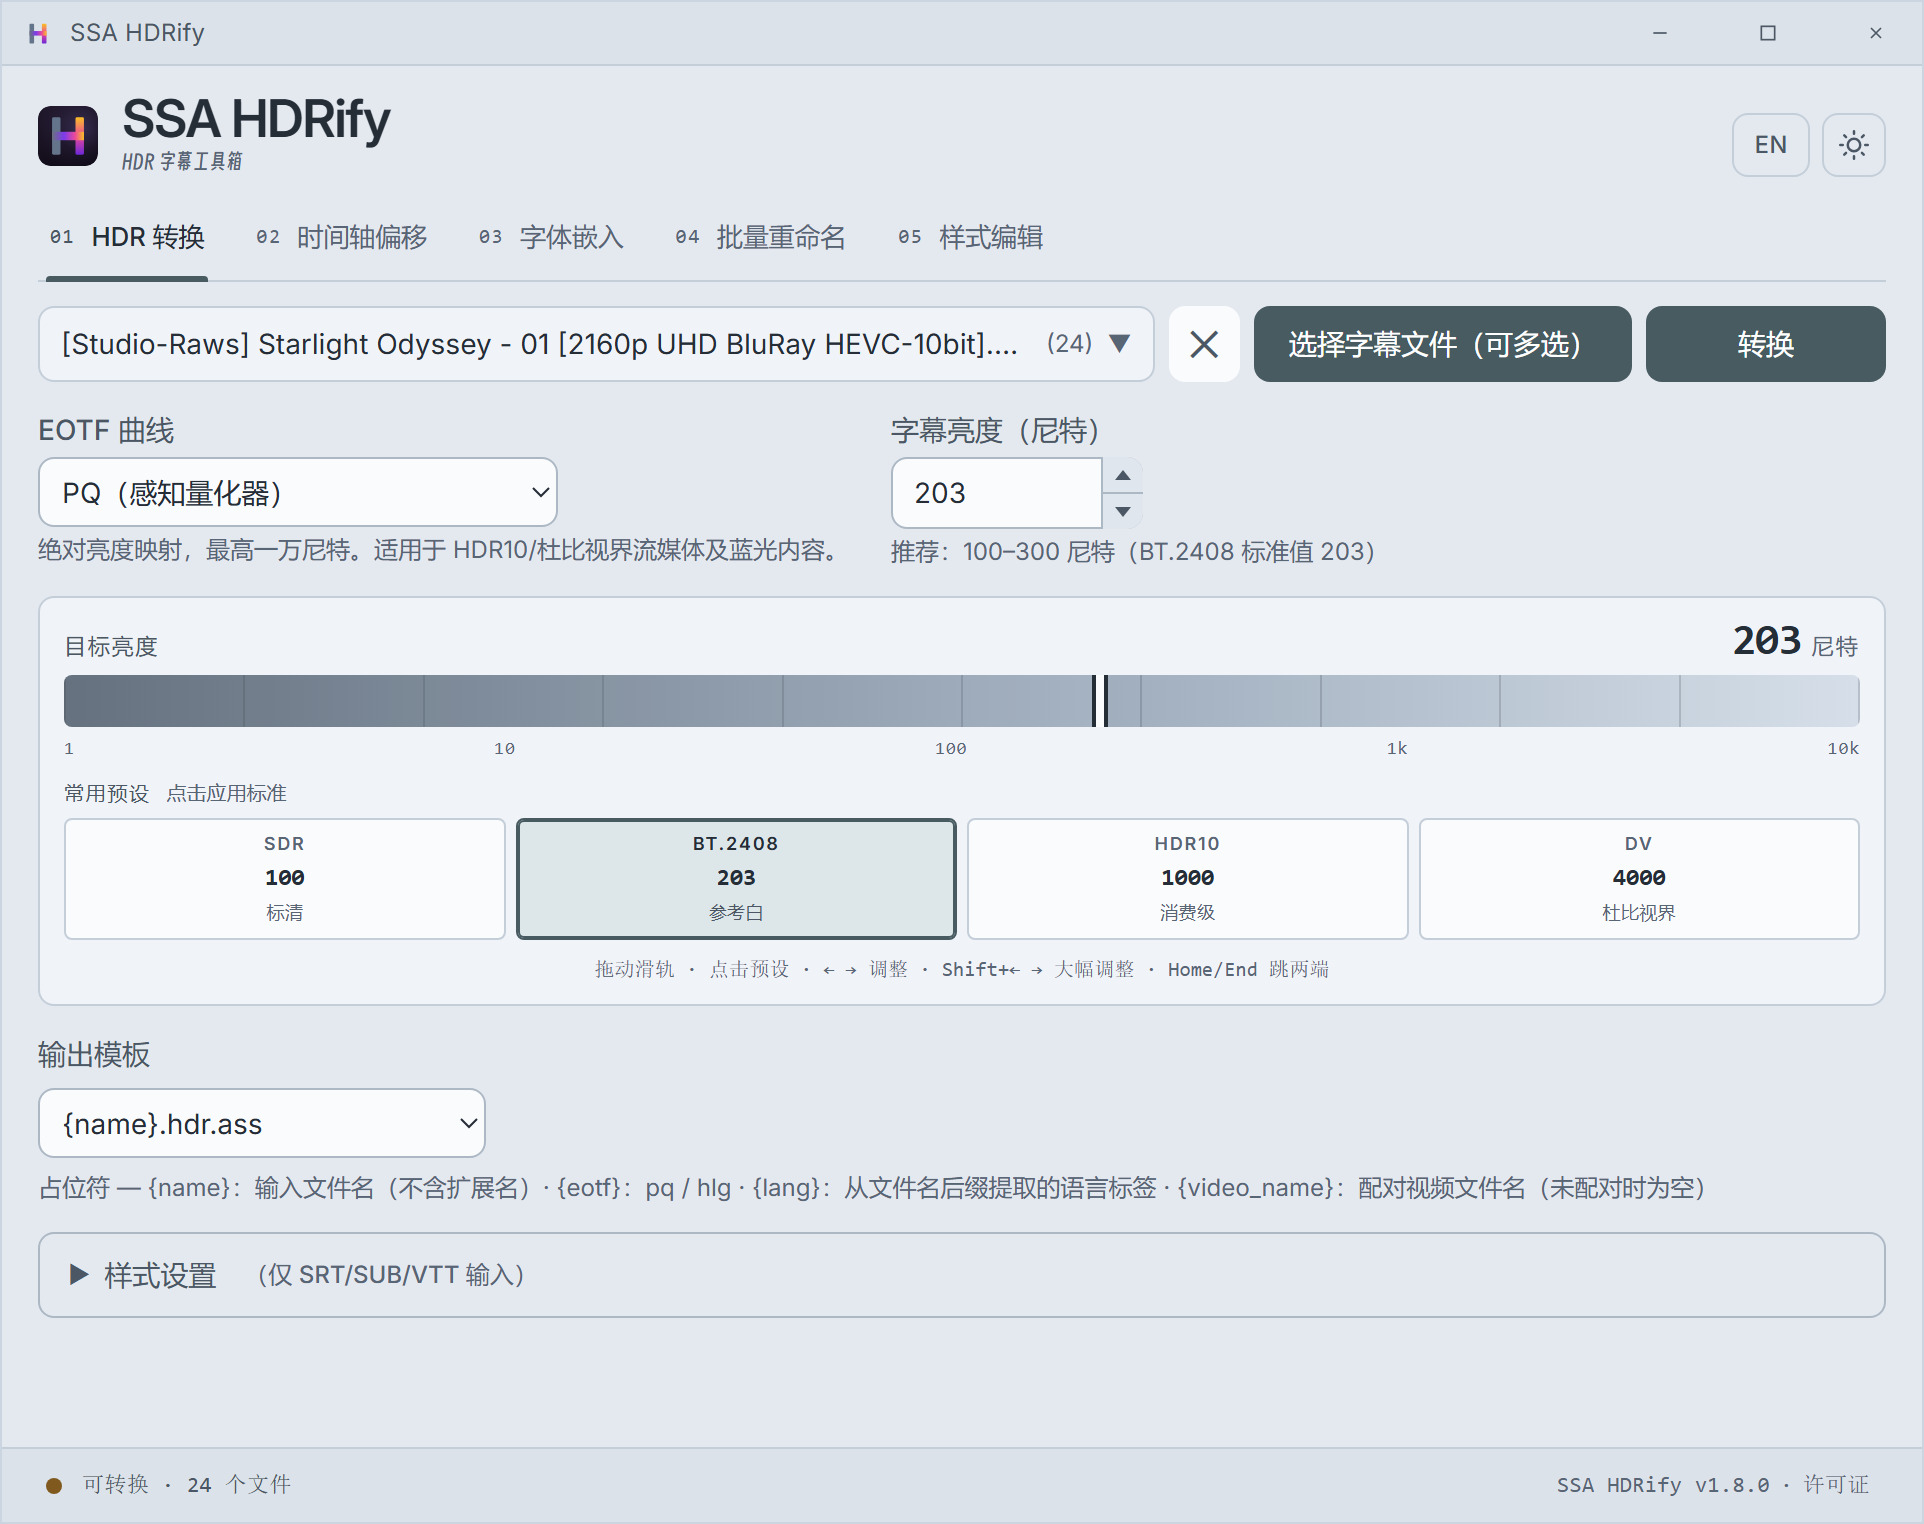 SSA HDRify
SSA HDRify
HDR 字幕工具箱
EN
01 HDR 转换 02 时间轴偏移 03 字体嵌入 04 批量重命名 05 样式编辑
[Studio-Raws] Starlight Odyssey - 01 [2160p UHD BluRay HEVC-10bit].... (24) ▼
选择字幕文件（可多选）
转换
EOTF 曲线
PQ（感知量化器）
绝对亮度映射，最高一万尼特。适用于 HDR10/杜比视界流媒体及蓝光内容。
字幕亮度（尼特）
203
推荐：100–300 尼特（BT.2408 标准值 203）
目标亮度
203 尼特
1 10 100 1k 10k
常用预设 点击应用标准
SDR
100
标清
BT.2408
203
参考白
HDR10
1000
消费级
DV
4000
杜比视界
拖动滑轨 · 点击预设 · ← → 调整 · Shift+← → 大幅调整 · Home/End 跳两端
输出模板
{name}.hdr.ass
占位符 — {name}：输入文件名（不含扩展名）· {eotf}：pq / hlg · {lang}：从文件名后缀提取的语言标签 · {video_name}：配对视频文件名（未配对时为空）
▶ 样式设置 （仅 SRT/SUB/VTT 输入）
可转换 · 24 个文件
SSA HDRify v1.8.0 · 许可证